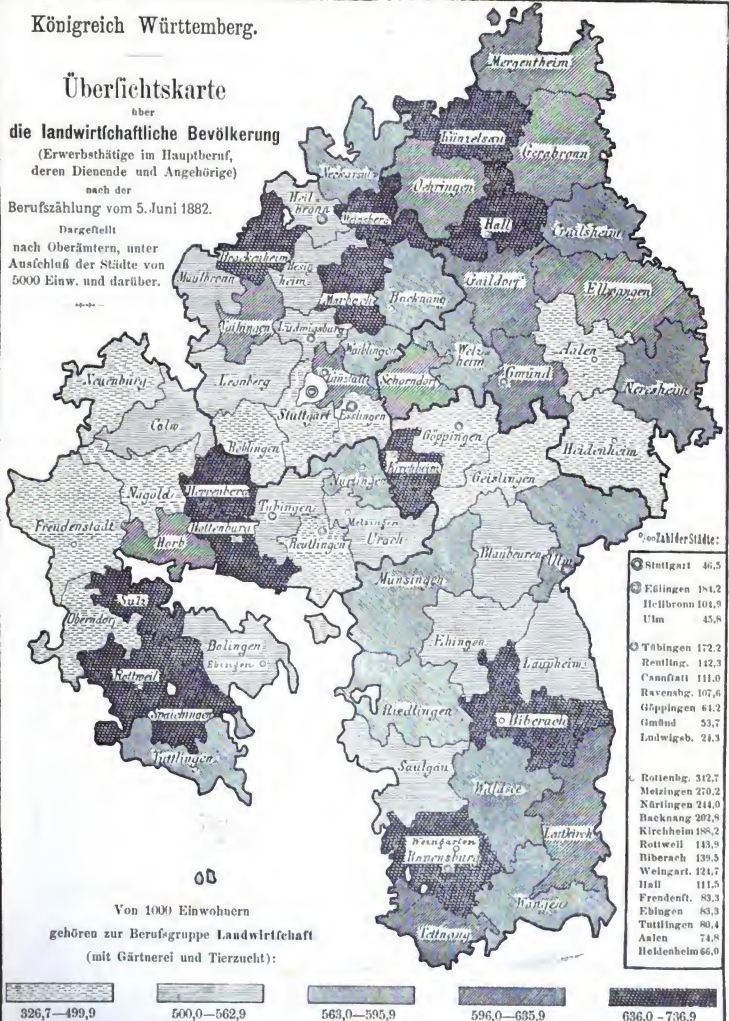 Königreich Württemberg.
Überſichtskarte
über
die landwirtſchaftliche Bevölkerung
(Erwerbsthätige im Hauptberuf,
deren Dienende und Angehörige)
nach der
Berufszählung vom 5. Juni 1882.
Dargeſtellt
nach Oberämtern, unter
Ausſchluß der Städte von
5000 Einw. und darüber.
Mergentheim
Künzelsau
Gerabronn
Neckarsulm
Oehringen
Heilbronn
Weinsberg
Hall
Crailsheim
Brackenheim
Besigheim
Maulbronn
Marbach
Backnang
Gaildorf
Ellwangen
Vaihingen
Ludwigsburg
Waiblingen
Welzheim
Aalen
Neuenbürg
Leonberg
Cannstatt
Schorndorf
Gmünd
Neresheim
Calw
Stuttgart
Esslingen
Böblingen
Göppingen
Heidenheim
Nagold
Herrenberg
Nürtingen
Kirchheim
Geislingen
Freudenstadt
Horb
Rottenburg
Tübingen
Metzingen
Reutlingen
Urach
Blaubeuren
Ulm
Münsingen
Sulz
Oberndorf
Balingen
Ebingen
Ehingen
Laupheim
Rottweil
Spaichingen
Riedlingen
Biberach
Tuttlingen
Saulgau
Waldsee
Leutkirch
Weingarten
Ravensburg
Wangen
Tettnang
⁰/₀₀ Zahl der Städte:
Stuttgart 46,5
Eßlingen 184,2
Heilbronn 104,9
Ulm 45,8
Tübingen 172,2
Reutling. 142,3
Cannſtatt 111,0
Ravensbg. 107,6
Göppingen 64,2
Gmünd 53,7
Ludwigsb. 24,3
Rottenbg. 342,7
Metzingen 270,2
Nürtingen 244,0
Backnang 202,8
Kirchheim 188,2
Rottweil 143,9
Biberach 139,5
Weingart. 124,7
Hall 111,5
Freudenſt. 83,3
Ebingen 83,3
Tuttlingen 80,4
Aalen 74,8
Heidenheim 66,0
Von 1000 Einwohnern
gehören zur Berufsgruppe Landwirtſchaft
(mit Gärtnerei und Tierzucht):
326,7—499,9
500,0—562,9
563,0—595,9
596,0—635,9
636,0 - 736,9